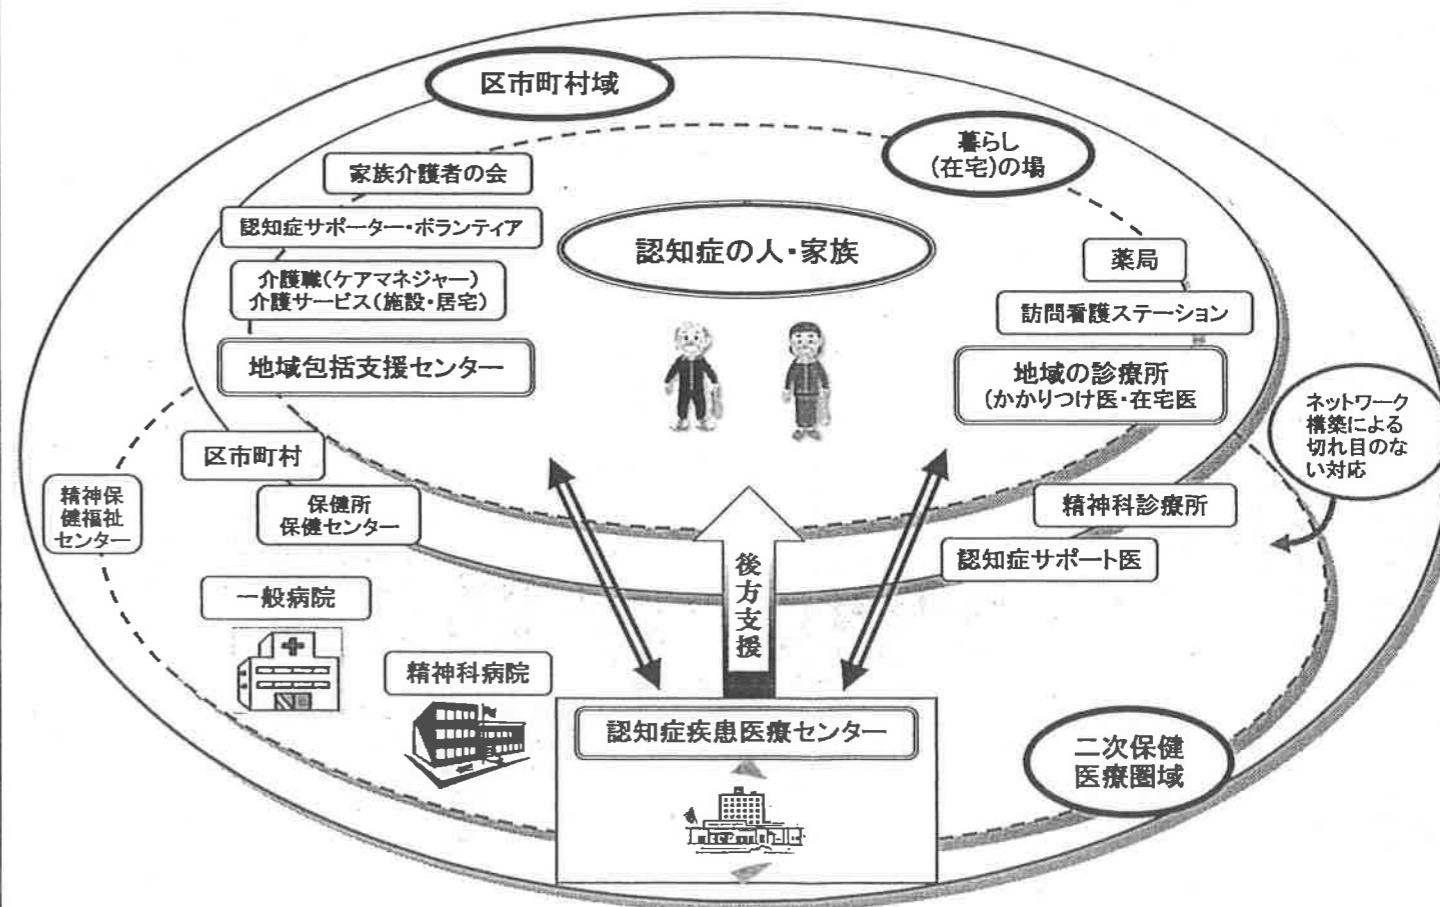 区市町村域
暮らし
(在宅)の場
家族介護者の会
認知症サポーター・ボランティア
認知症の人・家族
薬局
介護職(ケアマネジャー)
介護サービス(施設・居宅)
訪問看護ステーション
地域包括支援センター
地域の診療所
(かかりつけ医・在宅医
ネットワーク
構築による
切れ目のな
い対応
区市町村
精神保
健福祉
センター
保健所
保健センター
精神科診療所
認知症サポート医
後方支援
一般病院
精神科病院
認知症疾患医療センター
二次保健
医療圏域